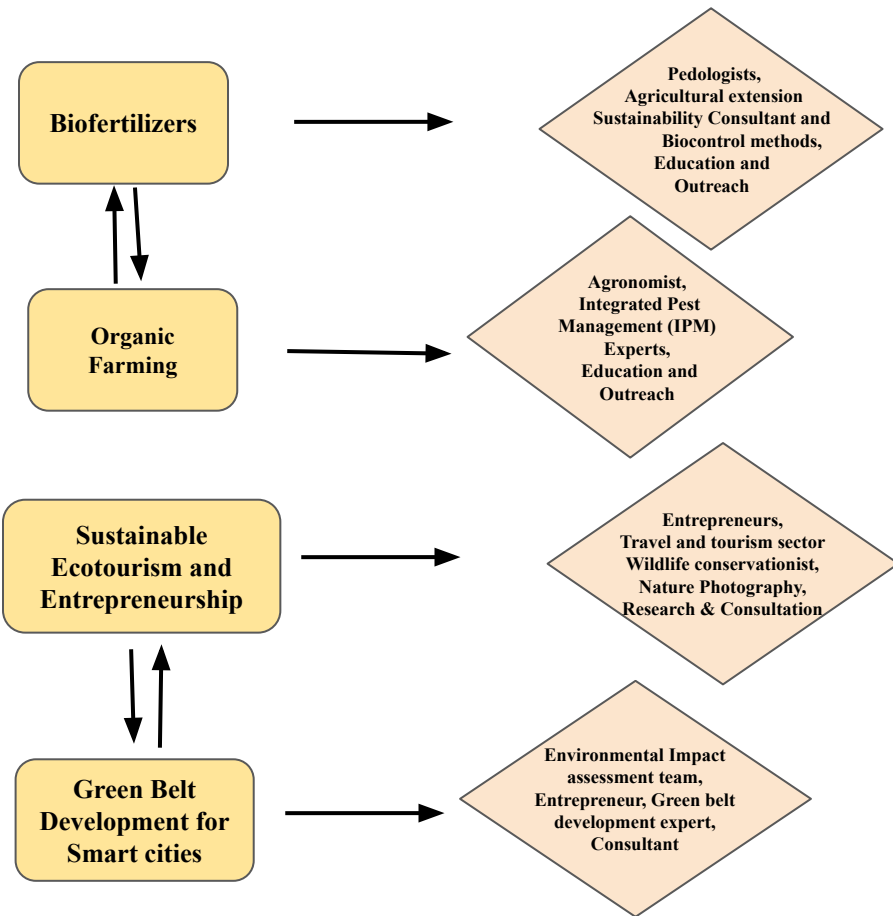 Biofertilizers
Pedologists,
Agricultural extension
Sustainability Consultant and
Biocontrol methods,
Education and
Outreach
Organic
Farming
Agronomist,
Integrated Pest
Management (IPM)
Experts,
Education and
Outreach
Sustainable
Ecotourism and
Entrepreneurship
Entrepreneurs,
Travel and tourism sector
Wildlife conservationist,
Nature Photography,
Research & Consultation
Green Belt
Development for
Smart cities
Environmental Impact
assessment team,
Entrepreneur, Green belt
development expert,
Consultant